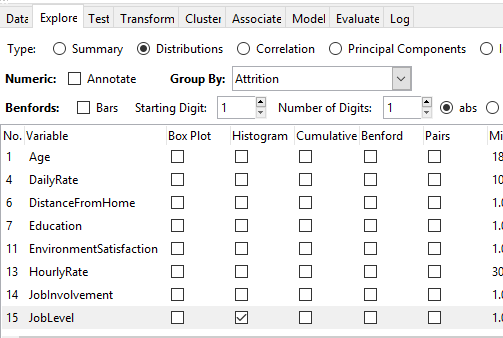 Data Explore Test Transform Cluster Associate Model Evaluate Log
Type: Summary Distributions Correlation Principal Components
Numeric: Annotate Group By: Attrition
Benfords: Bars Starting Digit: 1 Number of Digits: 1 abs
No. Variable Box Plot Histogram Cumulative Benford Pairs Mi
1 Age 18
4 DailyRate 10
6 DistanceFromHome 1.0
7 Education 1.0
11 EnvironmentSatisfaction 1.0
13 HourlyRate 30
14 JobInvolvement 1.0
15 JobLevel 1.0